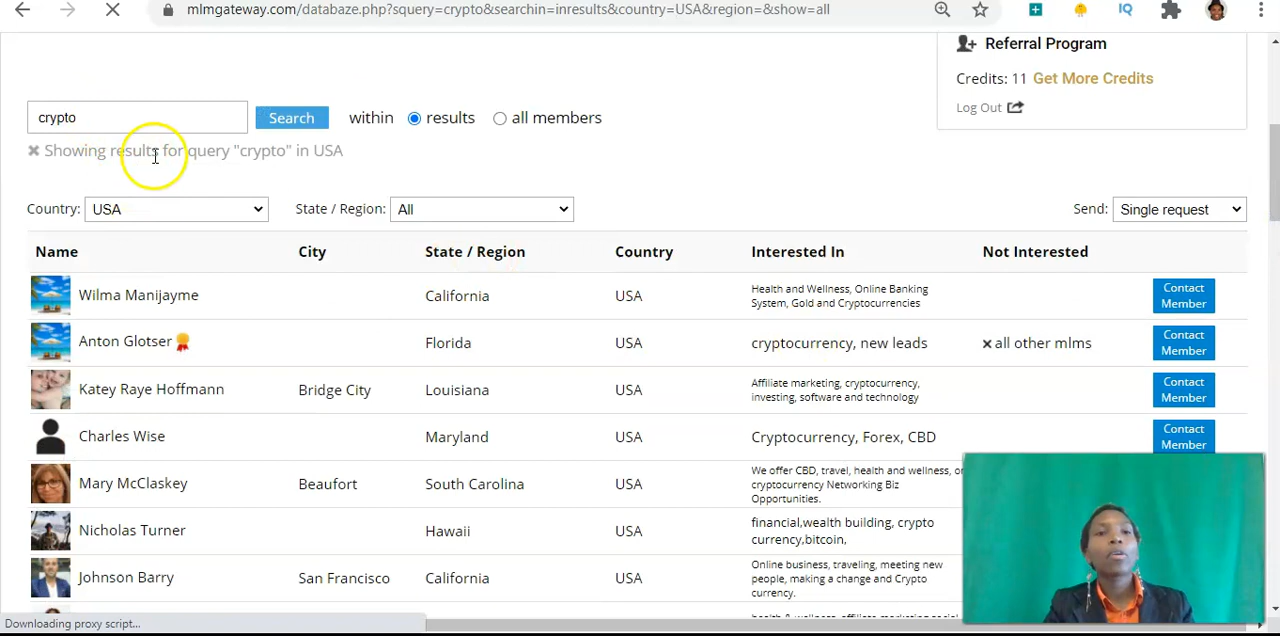 mlmgateway.com/databaze.php?squery=crypto&searchin=inresults&country=USA&region=&show=all
IQ
Referral Program
Credits: 11 Get More Credits
Log Out
crypto
Search
within
results
all members
Showing results for query "crypto" in USA
Country: USA
State / Region: All
Send: Single request
Name City State / Region Country Interested In Not Interested
Wilma Manijayme California USA Health and Wellness, Online Banking
System, Gold and Cryptocurrencies
Contact
Member
Anton Glotser Florida USA cryptocurrency, new leads all other mlms
Contact
Member
Katey Raye Hoffmann Bridge City Louisiana USA Affiliate marketing, cryptocurrency,
investing, software and technology
Contact
Member
Charles Wise Maryland USA Cryptocurrency, Forex, CBD
Contact
Member
Mary McClaskey Beaufort South Carolina USA We offer CBD, travel, health and wellness, or
cryptocurrency Networking Biz
Opportunities.
Nicholas Turner Hawaii USA financial,wealth building, crypto
currency,bitcoin,
Johnson Barry San Francisco California USA Online business, traveling, meeting new
people, making a change and Crypto
currency.
Downloading proxy script...